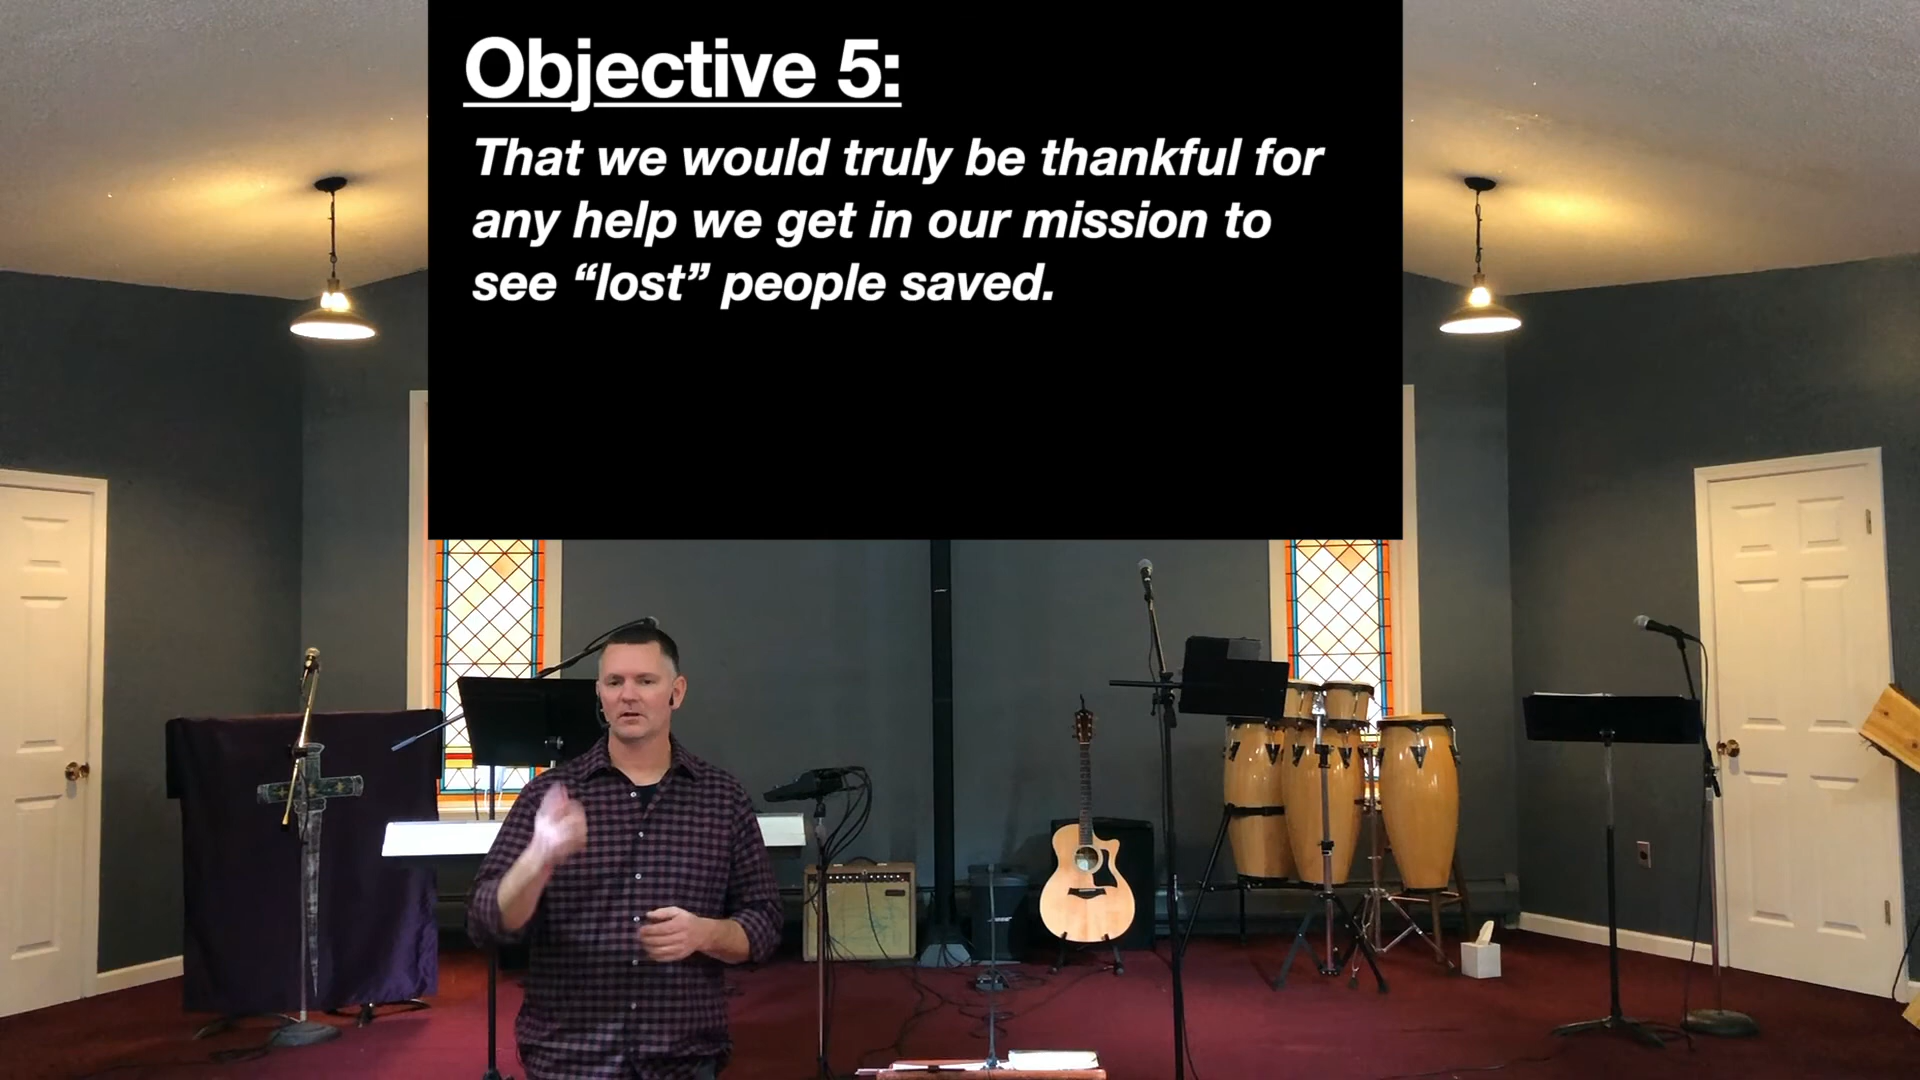 Objective 5:
That we would truly be thankful for
any help we get in our mission to
see “lost” people saved.